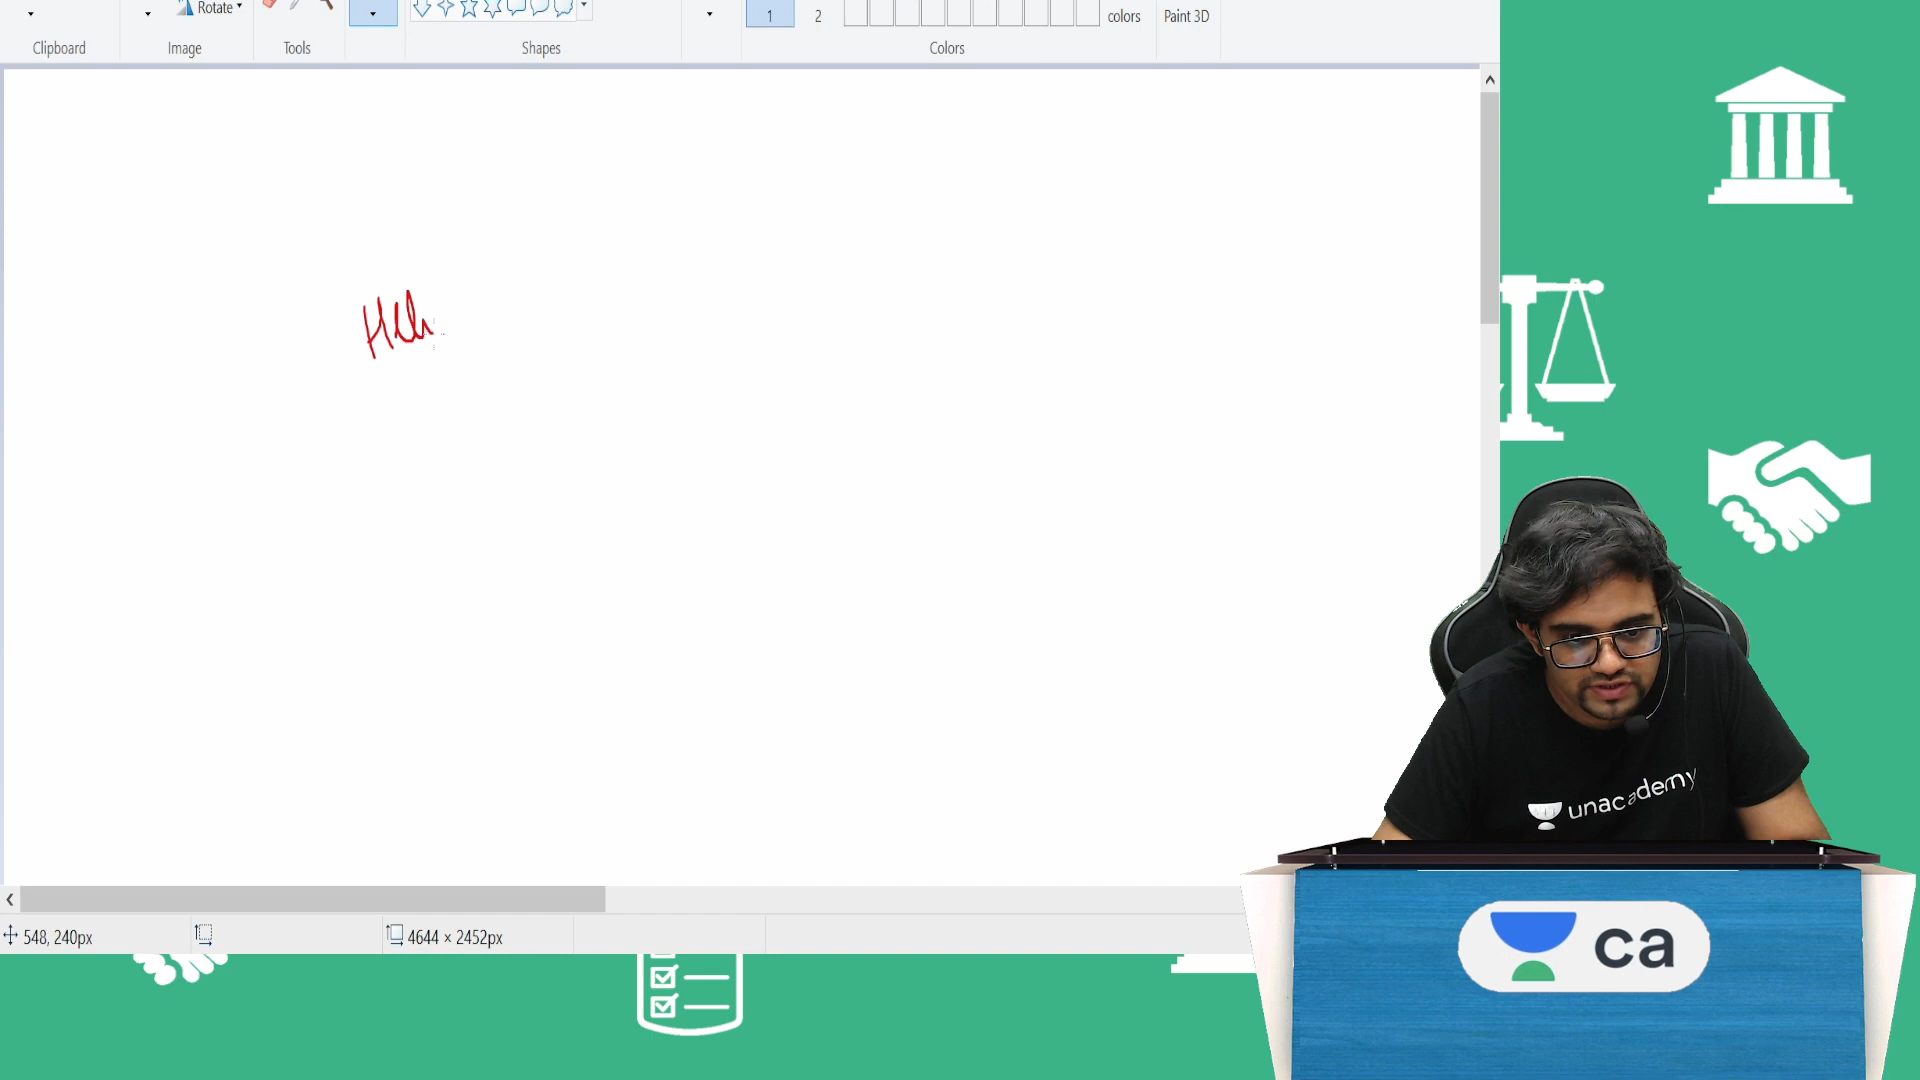 Rotate
1
2
colors
Paint 3D
Clipboard
Image
Tools
Shapes
Colors
548, 240px
4644 × 2452px
unacademy
ca